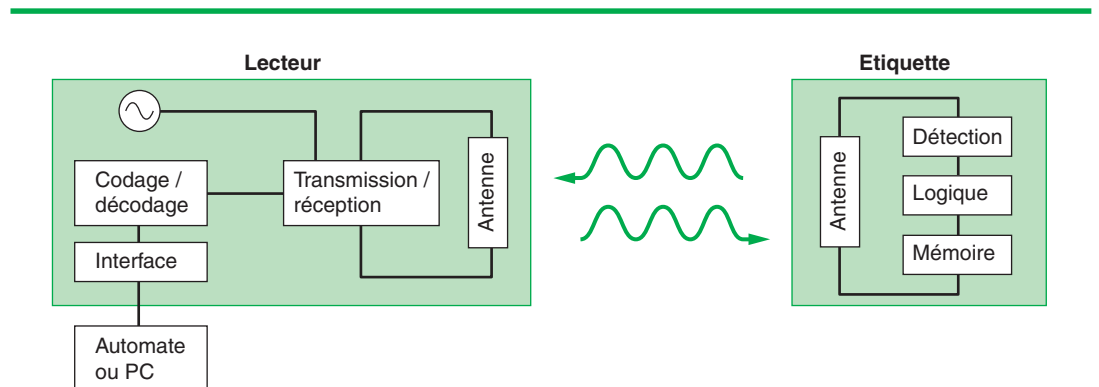 Lecteur
Codage /
décodage
Transmission /
réception
Antenne
Interface
Automate
ou PC
Etiquette
Antenne
Détection
Logique
Mémoire